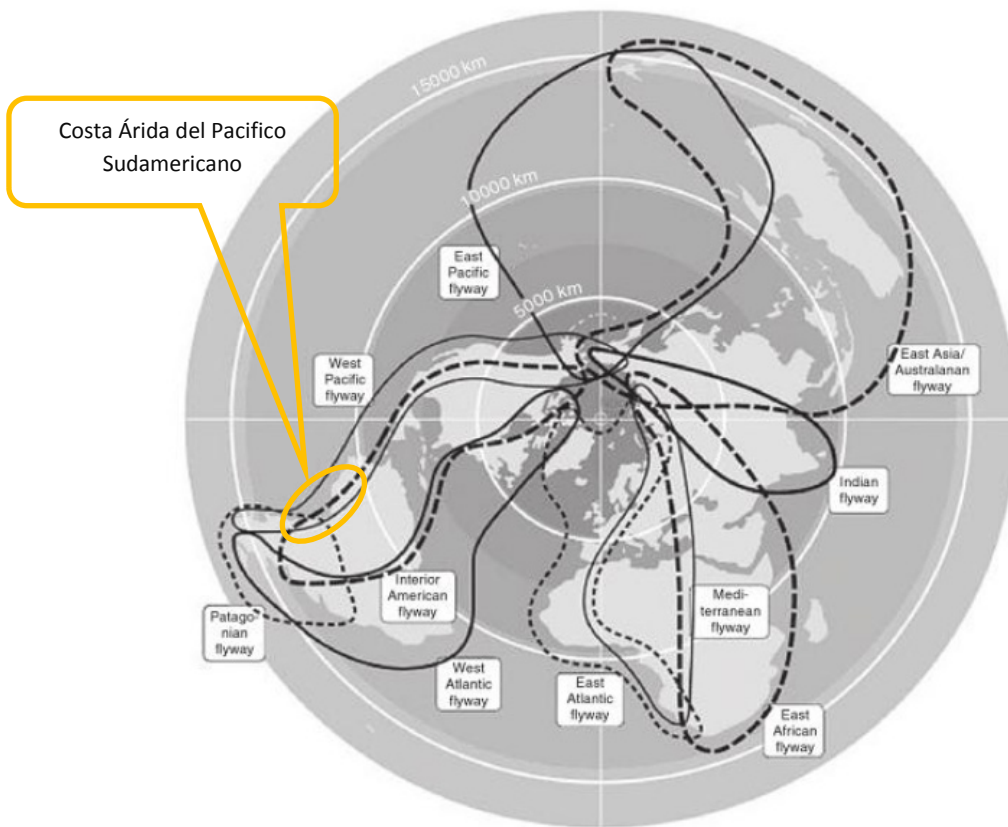 Costa Árida del Pacifico
Sudamericano
15000 km
10000 km
5000 km
East
Pacific
flyway
West
Pacific
flyway
East Asia/
Australanan
flyway
Indian
flyway
Interior
American
flyway
Medi-
terranean
flyway
Patago-
nian
flyway
West
Atlantic
flyway
East
Atlantic
flyway
East
African
flyway